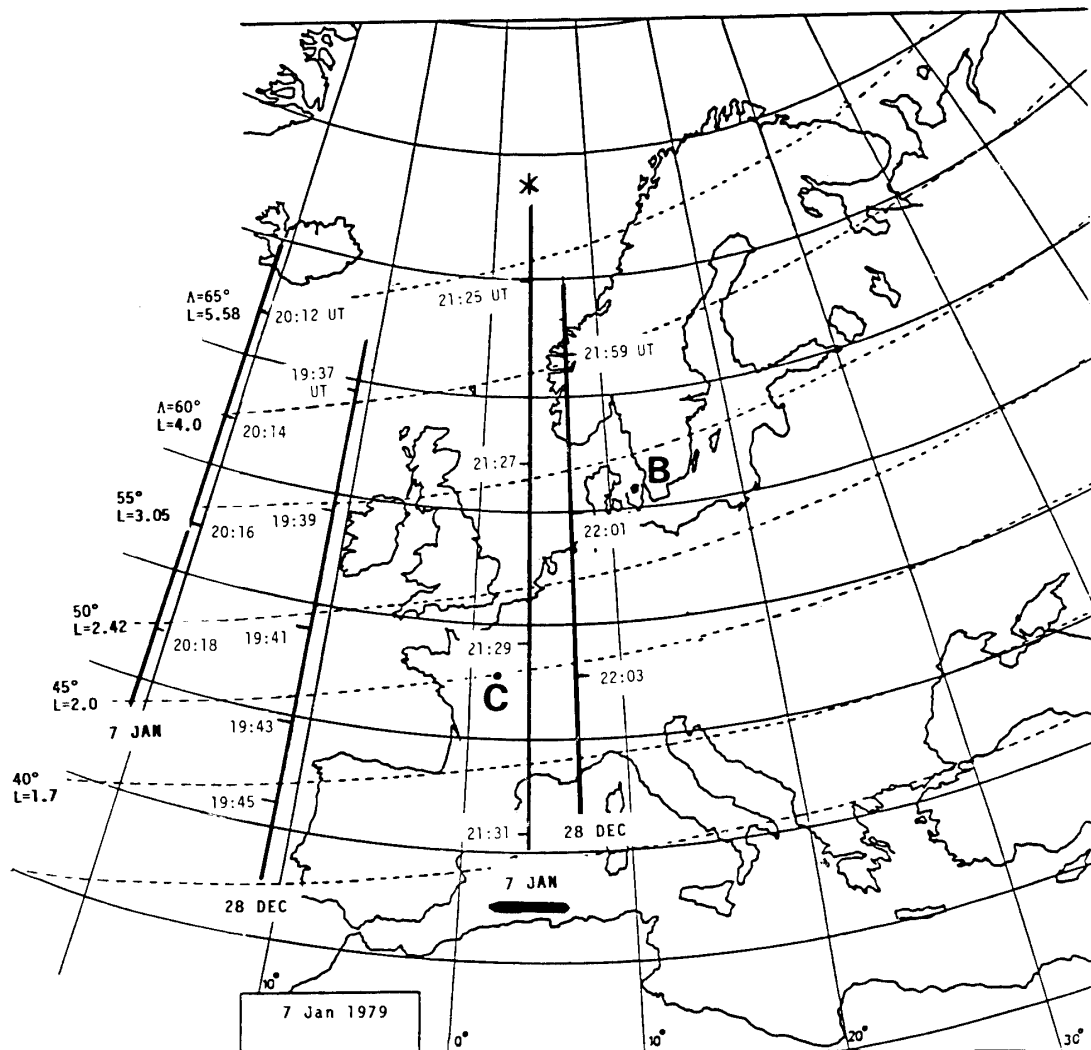 21:25 UT
Λ=65°
L=5.58
20:12 UT
21:59 UT
19:37
UT
Λ=60°
L=4.0
20:14
21:27
B
55°
L=3.05
20:16
19:39
22:01
50°
L=2.42
20:18
19:41
21:29
22:03
45°
L=2.0
C
7 JAN
19:43
40°
L=1.7
19:45
21:31
28 DEC
7 JAN
28 DEC
10°
7 Jan 1979
0°
10°
20°
30°